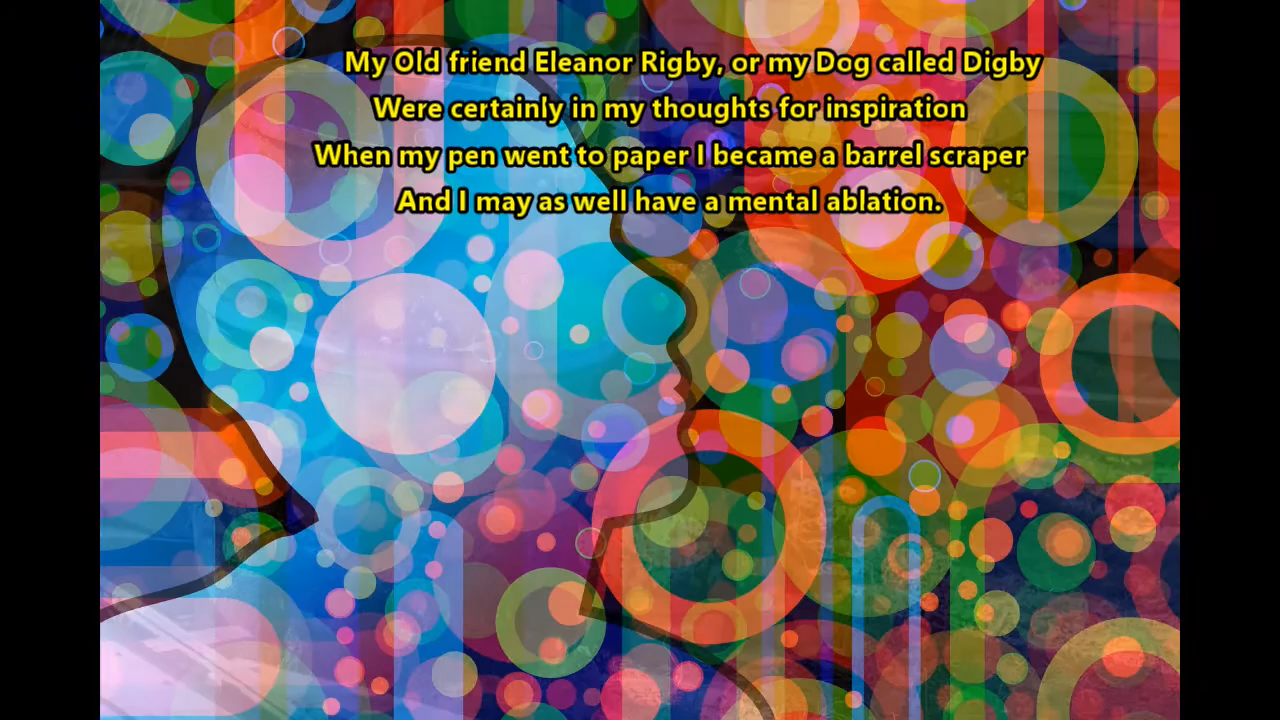 My Old friend Eleanor Rigby, or my Dog called Digby
Were certainly in my thoughts for inspiration
When my pen went to paper I became a barrel scraper
And I may as well have a mental ablation.